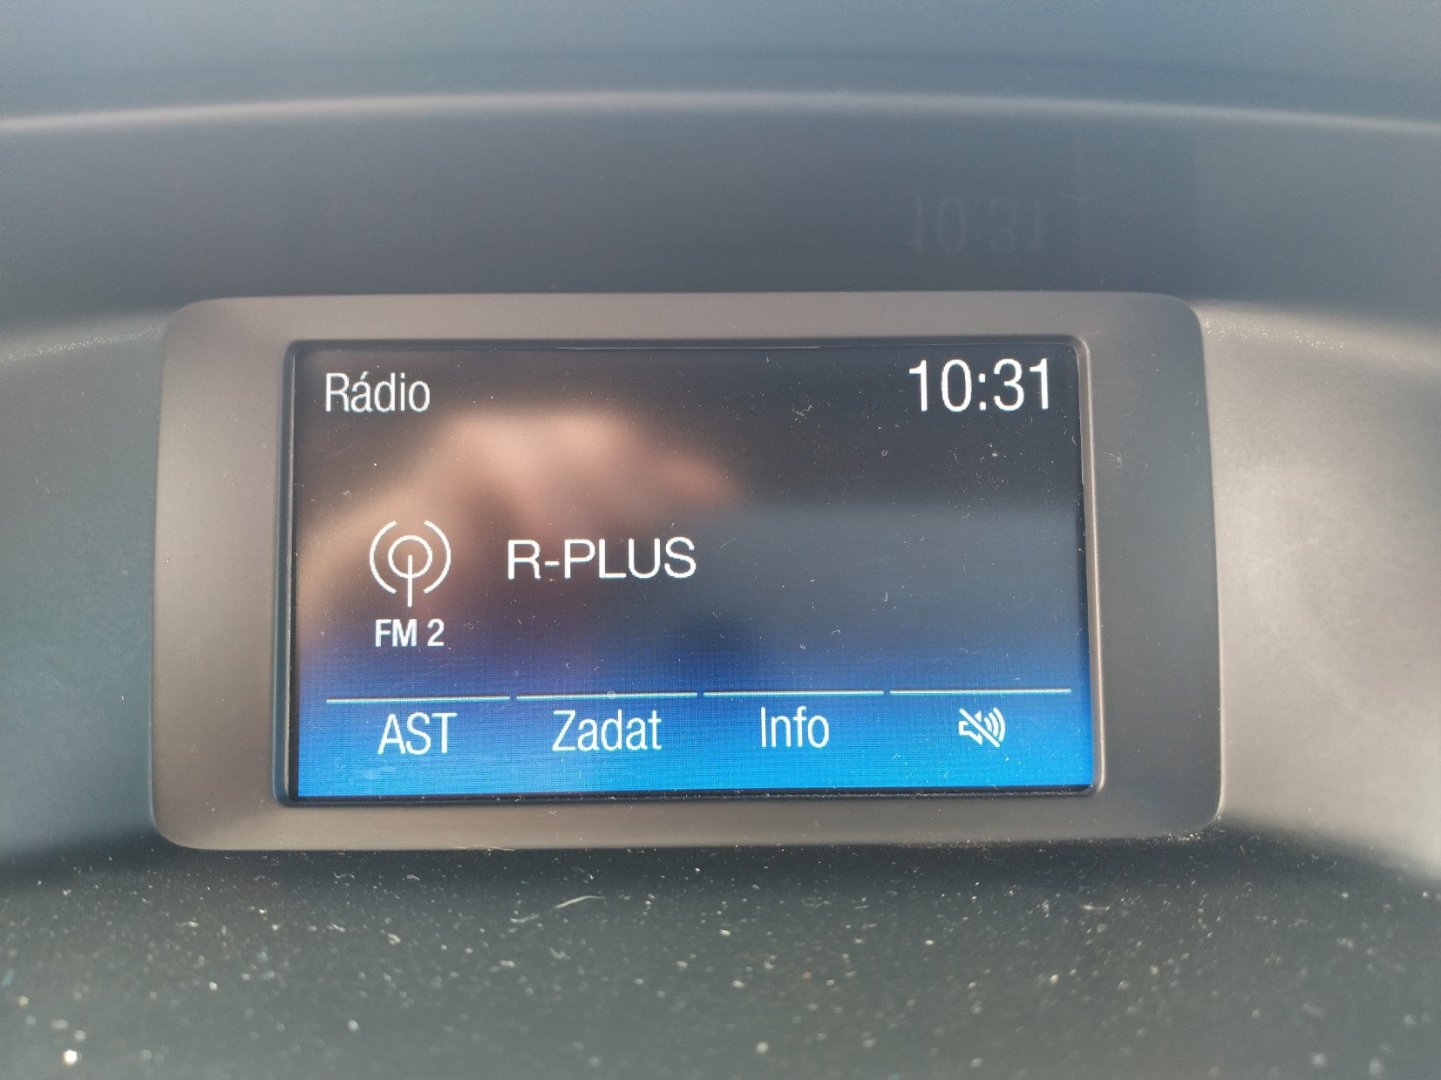 Rádio
10:31
R-PLUS
FM 2
AST
Zadat
Info